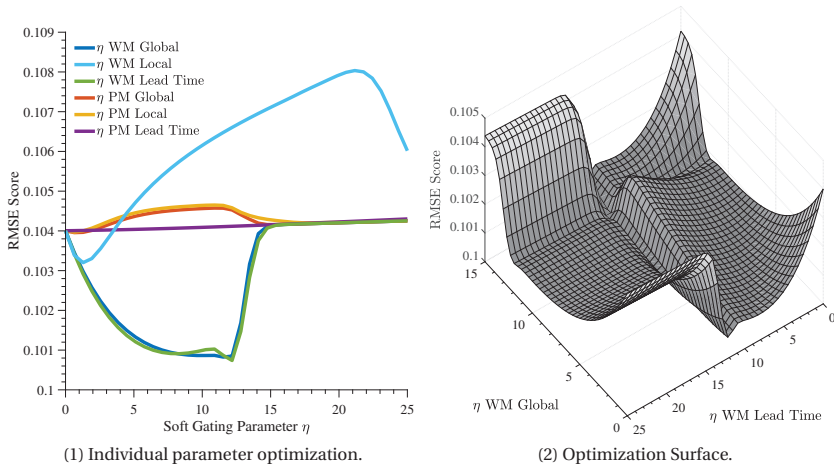 0.109
0.108
0.107
0.106
0.105
0.104
0.103
0.102
0.101
0.1
RMSE Score
η WM Global
η WM Local
η WM Lead Time
η PM Global
η PM Local
η PM Lead Time
0 5 10 15 20 25
Soft Gating Parameter η
(1) Individual parameter optimization.
0.105
0.104
0.103
0.102
0.101
0.1
RMSE Score
15
10
5
0
η WM Global
25
20
15
10
5
0
η WM Lead Time
(2) Optimization Surface.